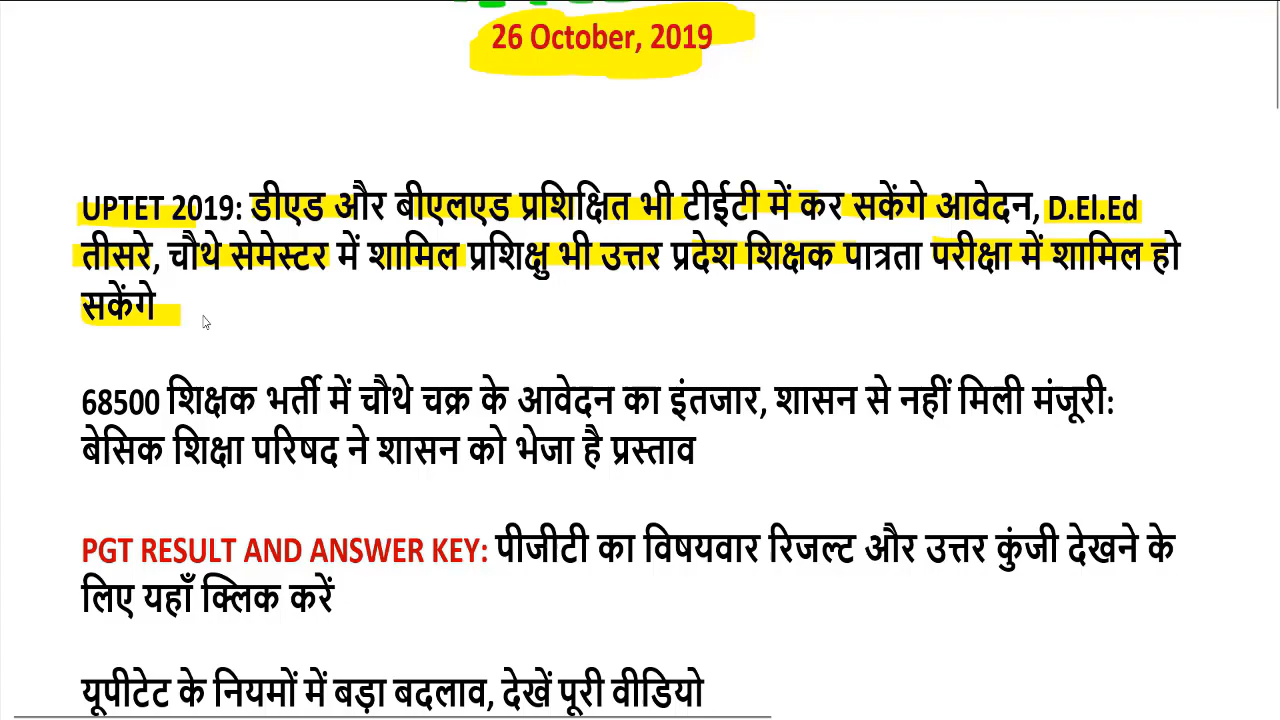 26 October, 2019
UPTET 2019: डीएड और बीएलएड प्रशिक्षित भी टीईटी में कर सकेंगे आवेदन, D.El.Ed
तीसरे, चौथे सेमेस्टर में शामिल प्रशिक्षु भी उत्तर प्रदेश शिक्षक पात्रता परीक्षा में शामिल हो
सकेंगे
68500 शिक्षक भर्ती में चौथे चक्र के आवेदन का इंतजार, शासन से नहीं मिली मंजूरी:
बेसिक शिक्षा परिषद ने शासन को भेजा है प्रस्ताव
PGT RESULT AND ANSWER KEY: पीजीटी का विषयवार रिजल्ट और उत्तर कुंजी देखने के
लिए यहाँ क्लिक करें
यूपीटेट के नियमों में बड़ा बदलाव, देखें पूरी वीडियो